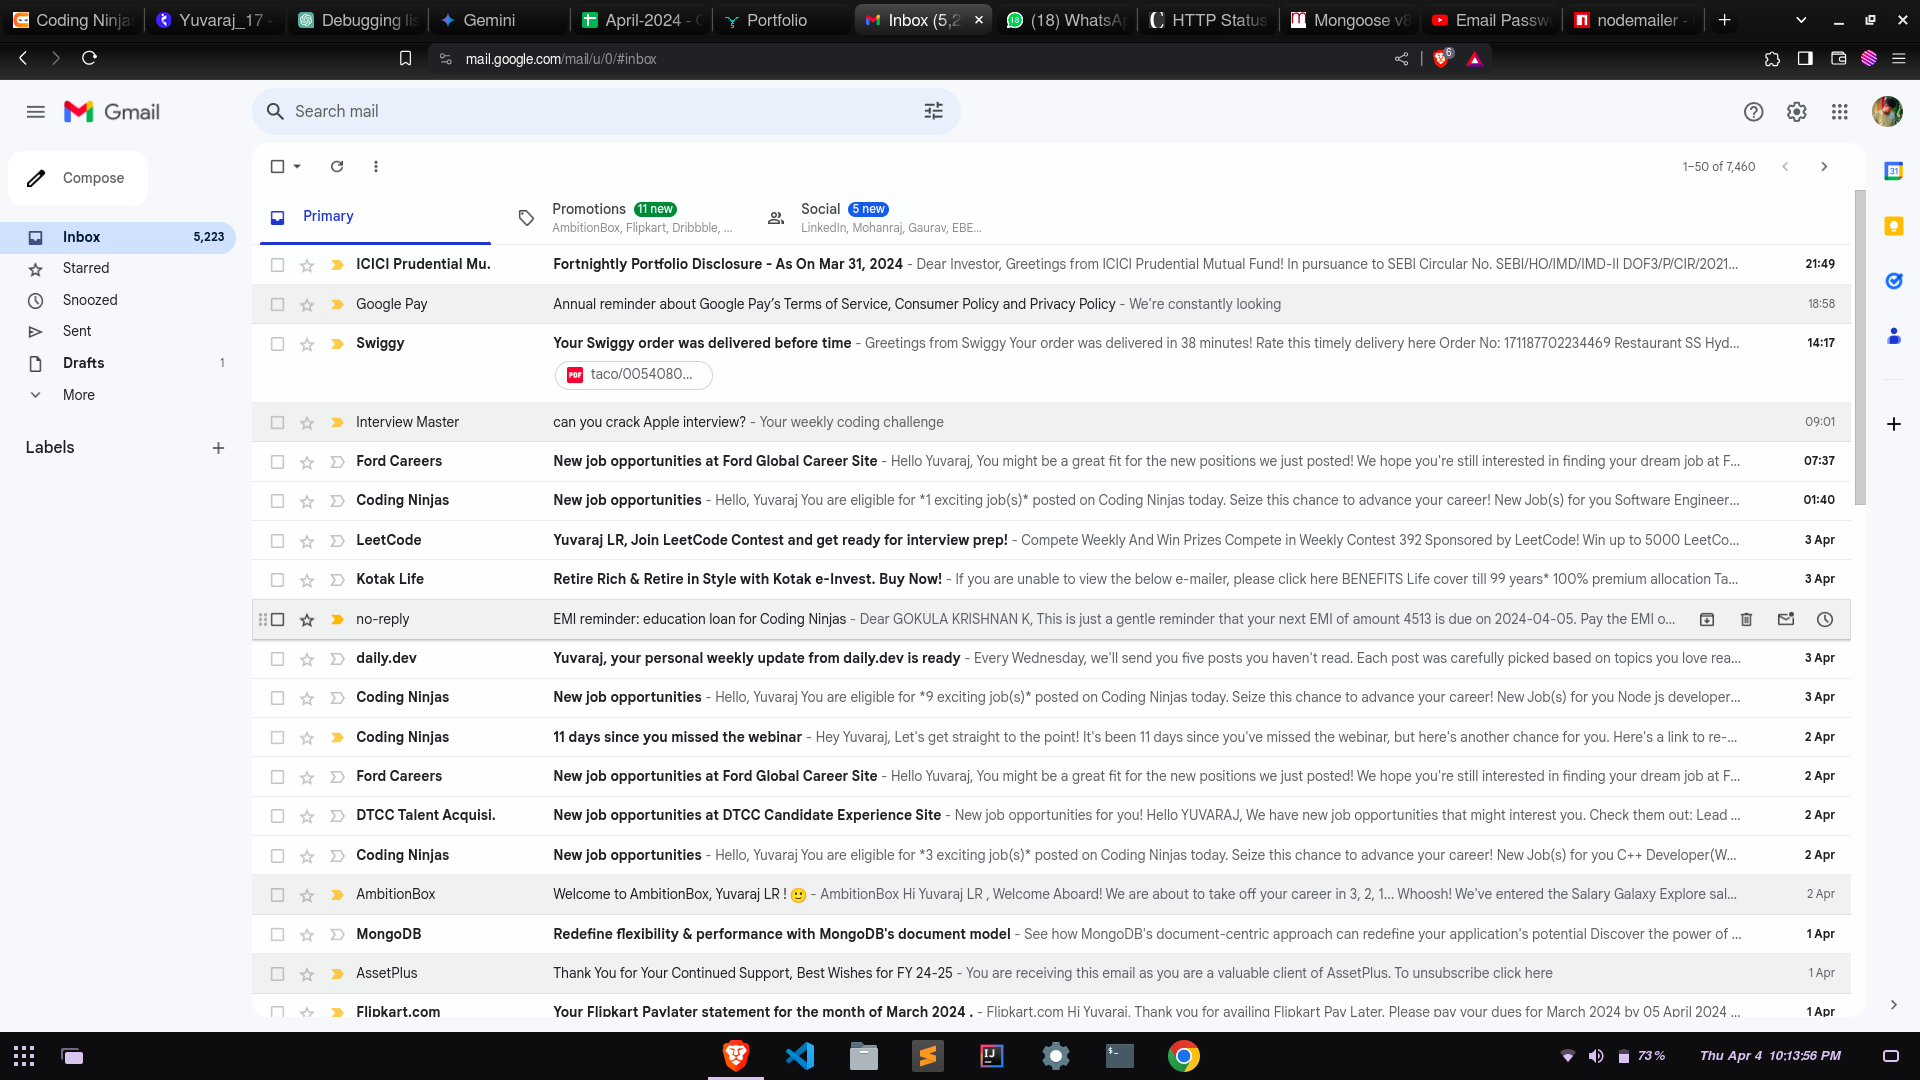 Coding Ninjas
Yuvaraj_17 -
Debugging lis
Gemini
April-2024 -
Portfolio
Inbox (5,2
(18) WhatsAp
HTTP Status
Mongoose v8
Email Passw
nodemailer -
mail.google.com/mail/u/0/#inbox
6
Gmail
Search mail
Compose
1–50 of 7,460
Inbox 5,223
Starred
Snoozed
Sent
Drafts 1
More
Labels
Primary
Promotions 11 new
AmbitionBox, Flipkart, Dribbble, ...
Social 5 new
LinkedIn, Mohanraj, Gaurav, EBE...
31
ICICI Prudential Mu. Fortnightly Portfolio Disclosure - As On Mar 31, 2024 - Dear Investor, Greetings from ICICI Prudential Mutual Fund! In pursuance to SEBI Circular No. SEBI/HO/IMD/IMD-II DOF3/P/CIR/2021... 21:49
Google Pay Annual reminder about Google Pay's Terms of Service, Consumer Policy and Privacy Policy - We're constantly looking 18:58
Swiggy Your Swiggy order was delivered before time - Greetings from Swiggy Your order was delivered in 38 minutes! Rate this timely delivery here Order No: 171187702234469 Restaurant SS Hyd... 14:17
PDF taco/0054080...
Interview Master can you crack Apple interview? - Your weekly coding challenge 09:01
Ford Careers New job opportunities at Ford Global Career Site - Hello Yuvaraj, You might be a great fit for the new positions we just posted! We hope you're still interested in finding your dream job at F... 07:37
Coding Ninjas New job opportunities - Hello, Yuvaraj You are eligible for *1 exciting job(s)* posted on Coding Ninjas today. Seize this chance to advance your career! New Job(s) for you Software Engineer... 01:40
LeetCode Yuvaraj LR, Join LeetCode Contest and get ready for interview prep! - Compete Weekly And Win Prizes Compete in Weekly Contest 392 Sponsored by LeetCode! Win up to 5000 LeetCo... 3 Apr
Kotak Life Retire Rich & Retire in Style with Kotak e-Invest. Buy Now! - If you are unable to view the below e-mailer, please click here BENEFITS Life cover till 99 years* 100% premium allocation Ta... 3 Apr
no-reply EMI reminder: education loan for Coding Ninjas - Dear GOKULA KRISHNAN K, This is just a gentle reminder that your next EMI of amount 4513 is due on 2024-04-05. Pay the EMI o...
daily.dev Yuvaraj, your personal weekly update from daily.dev is ready - Every Wednesday, we'll send you five posts you haven't read. Each post was carefully picked based on topics you love rea... 3 Apr
Coding Ninjas New job opportunities - Hello, Yuvaraj You are eligible for *9 exciting job(s)* posted on Coding Ninjas today. Seize this chance to advance your career! New Job(s) for you Node js developer... 3 Apr
Coding Ninjas 11 days since you missed the webinar - Hey Yuvaraj, Let's get straight to the point! It's been 11 days since you've missed the webinar, but here's another chance for you. Here's a link to re-... 2 Apr
Ford Careers New job opportunities at Ford Global Career Site - Hello Yuvaraj, You might be a great fit for the new positions we just posted! We hope you're still interested in finding your dream job at F... 2 Apr
DTCC Talent Acquisi. New job opportunities at DTCC Candidate Experience Site - New job opportunities for you! Hello YUVARAJ, We have new job opportunities that might interest you. Check them out: Lead ... 2 Apr
Coding Ninjas New job opportunities - Hello, Yuvaraj You are eligible for *3 exciting job(s)* posted on Coding Ninjas today. Seize this chance to advance your career! New Job(s) for you C++ Developer(W... 2 Apr
AmbitionBox Welcome to AmbitionBox, Yuvaraj LR ! 🙂 - AmbitionBox Hi Yuvaraj LR , Welcome Aboard! We are about to take off your career in 3, 2, 1... Whoosh! We've entered the Salary Galaxy Explore sal... 2 Apr
MongoDB Redefine flexibility & performance with MongoDB's document model - See how MongoDB's document-centric approach can redefine your application's potential Discover the power of ... 1 Apr
AssetPlus Thank You for Your Continued Support, Best Wishes for FY 24-25 - You are receiving this email as you are a valuable client of AssetPlus. To unsubscribe click here 1 Apr
Flipkart.com Your Flipkart Paylater statement for the month of March 2024 . - Flipkart.com Hi Yuvaraj, Thank you for availing Flipkart Pay Later. Please pay your dues for March 2024 by 05 April 2024 ... 1 Apr
73 % Thu Apr 4 10:13:56 PM